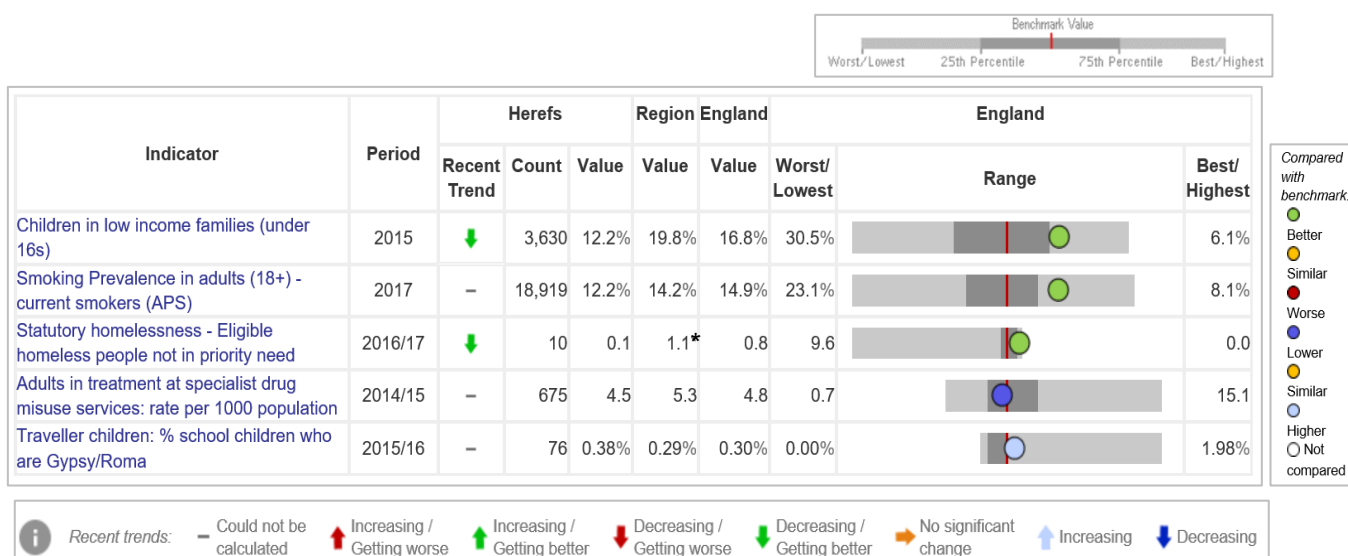 Benchmark Value
Worst/Lowest 25th Percentile 75th Percentile Best/Highest
Herefs Region England England
Indicator Period Recent Trend Count Value Value Value Worst/ Lowest Range Best/ Highest
Children in low income families (under
16s) 2015 3,630 12.2% 19.8% 16.8% 30.5% 6.1%
Smoking Prevalence in adults (18+) -
current smokers (APS) 2017 – 18,919 12.2% 14.2% 14.9% 23.1% 8.1%
Statutory homelessness - Eligible
homeless people not in priority need 2016/17 10 0.1 1.1* 0.8 9.6 0.0
Adults in treatment at specialist drug
misuse services: rate per 1000 population 2014/15 – 675 4.5 5.3 4.8 0.7 15.1
Traveller children: % school children who
are Gypsy/Roma 2015/16 – 76 0.38% 0.29% 0.30% 0.00% 1.98%
Compared
with
benchmark:
Better
Similar
Worse
Lower
Similar
Higher
Not
compared
i Recent trends: – Could not be calculated Increasing / Getting worse Increasing / Getting better Decreasing / Getting worse Decreasing / Getting better No significant change Increasing Decreasing